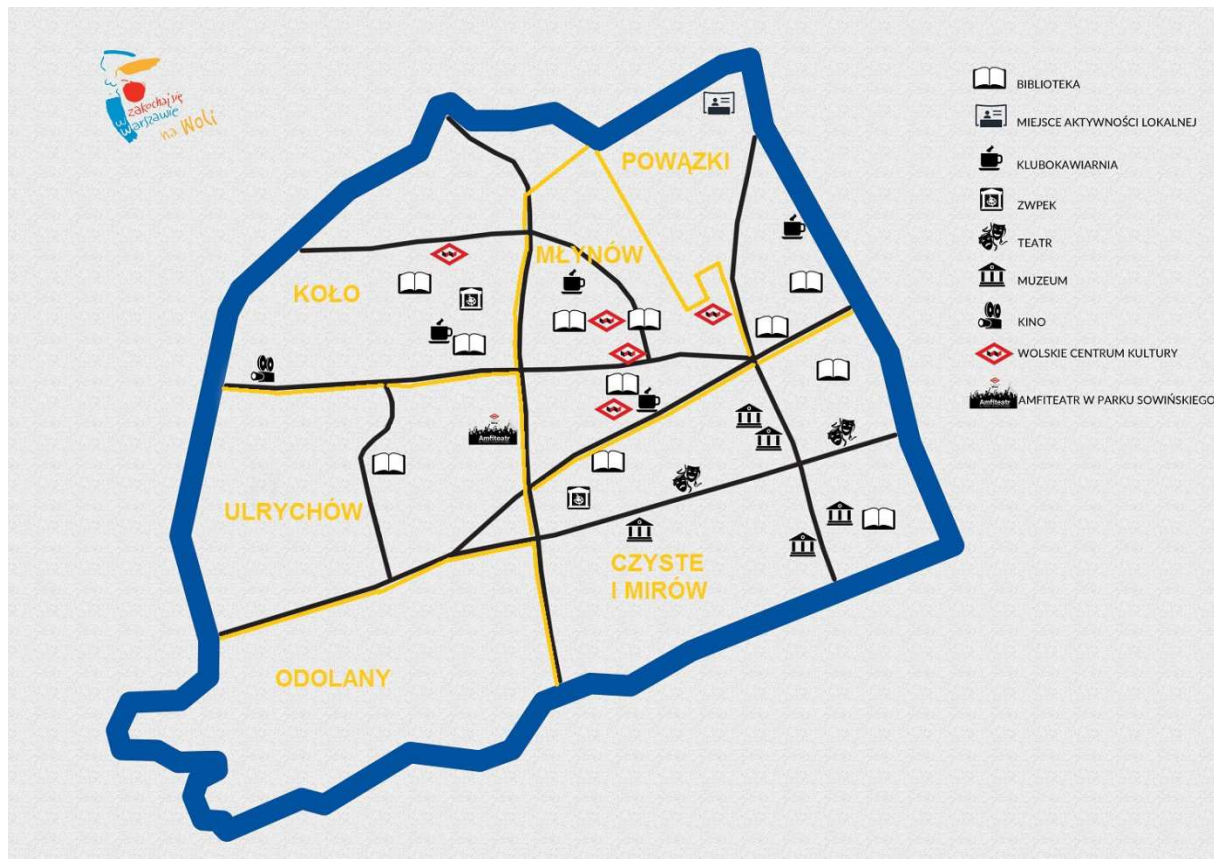 zakochaj się
w warszawie
na Woli
POWĄZKI
MŁYNÓW
KOŁO
Amfiteatr
ULRYCHÓW
CZYSTE
I MIRÓW
ODOLANY
BIBLIOTEKA
MIEJSCE AKTYWNOŚCI LOKALNEJ
KLUBOKAWIARNIA
ZWPEK
TEATR
MUZEUM
KINO
WOLSKIE CENTRUM KULTURY
Amfiteatr
AMFITEATR W PARKU SOWIŃSKIEGO